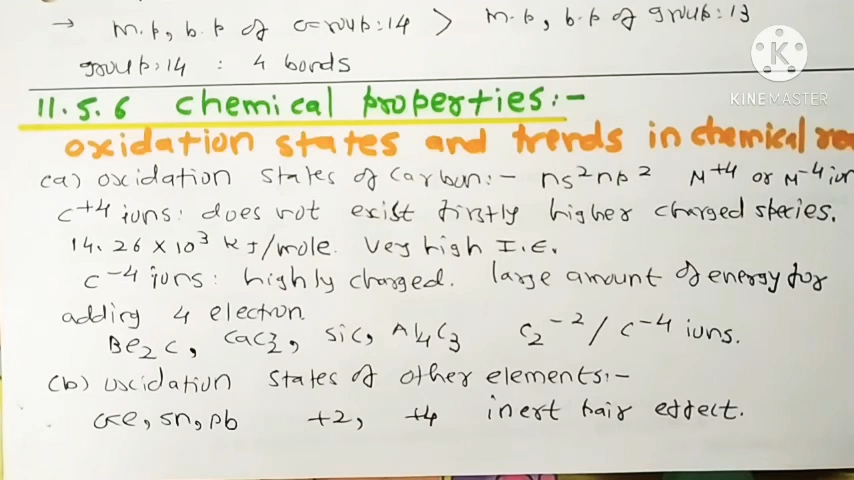 → m.p, b.p of Group:14 > m.p, b.p of group:13
group:14 : 4 bonds
KINEMASTER
11.5.6 chemical properties:-
oxidation states and trends in chemical rea
(a) oxidation states of carbon:- ns²np² M⁺⁴ or M⁻⁴ ion
C⁺⁴ ions: does not exist firstly higher charged species.
14.26 × 10³ kJ/mole. Very high I.E.
C⁻⁴ ions: highly charged. large amount of energy for
adding 4 electron
Be₂C, CaC₂, SiC, Al₄C₃ C₂⁻²/C⁻⁴ ions.
(b) oxidation states of other elements:-
Ge, Sn, Pb +2, +4 inert pair effect.